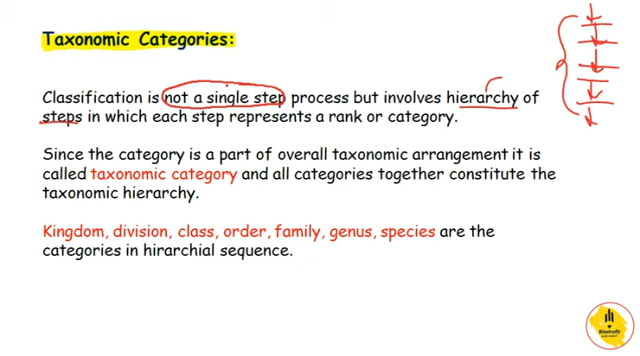 Taxonomic Categories:
Classification is not a single step process but involves hierarchy of
steps in which each step represents a rank or category.
Since the category is a part of overall taxonomic arrangement it is
called taxonomic category and all categories together constitute the
taxonomic hierarchy.
Kingdom, division, class, order, family, genus, species are the
categories in hirarchial sequence.